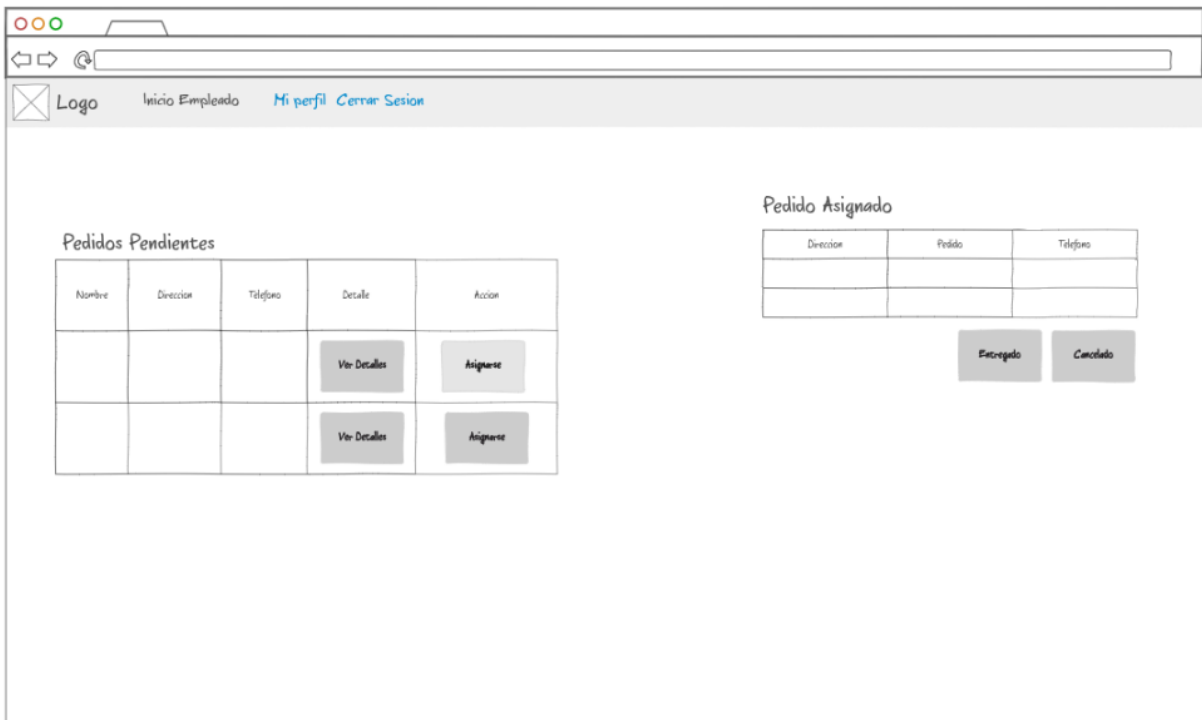 Logo Inicio Empleado Mi perfil Cerrar Sesion
Pedidos Pendientes
Nombre Direccion Telefono Detalle Accion
Ver Detalles Asignarse
Ver Detalles Asignarse
Pedido Asignado
Direccion Pedido Telefono
Entregado Cancelado